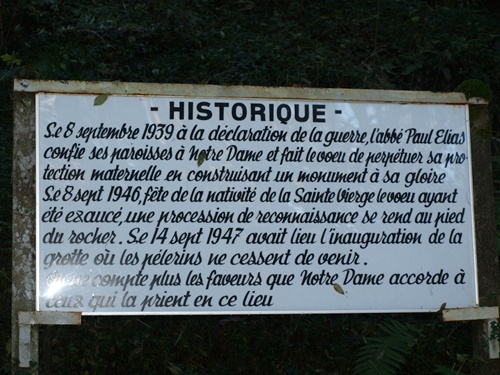 - HISTORIQUE -
Le 8 septembre 1939 à la déclaration de la guerre, l'abbé Paul Elias
confie ses paroisses à Notre Dame et fait le voeu de perpétuer sa pro
tection maternelle en construisant un monument à sa gloire
Le 8 sept 1946, fête de la nativité de la Sainte Vierge le voeu ayant
été exaucé, une procession de reconnaissance se rend au pied
du rocher. Le 14 sept 1947 avait lieu l'inauguration de la
grotte où les pélerins ne cessent de venir.
On ne compte plus les faveurs que Notre Dame accorde à
ceux qui la prient en ce lieu